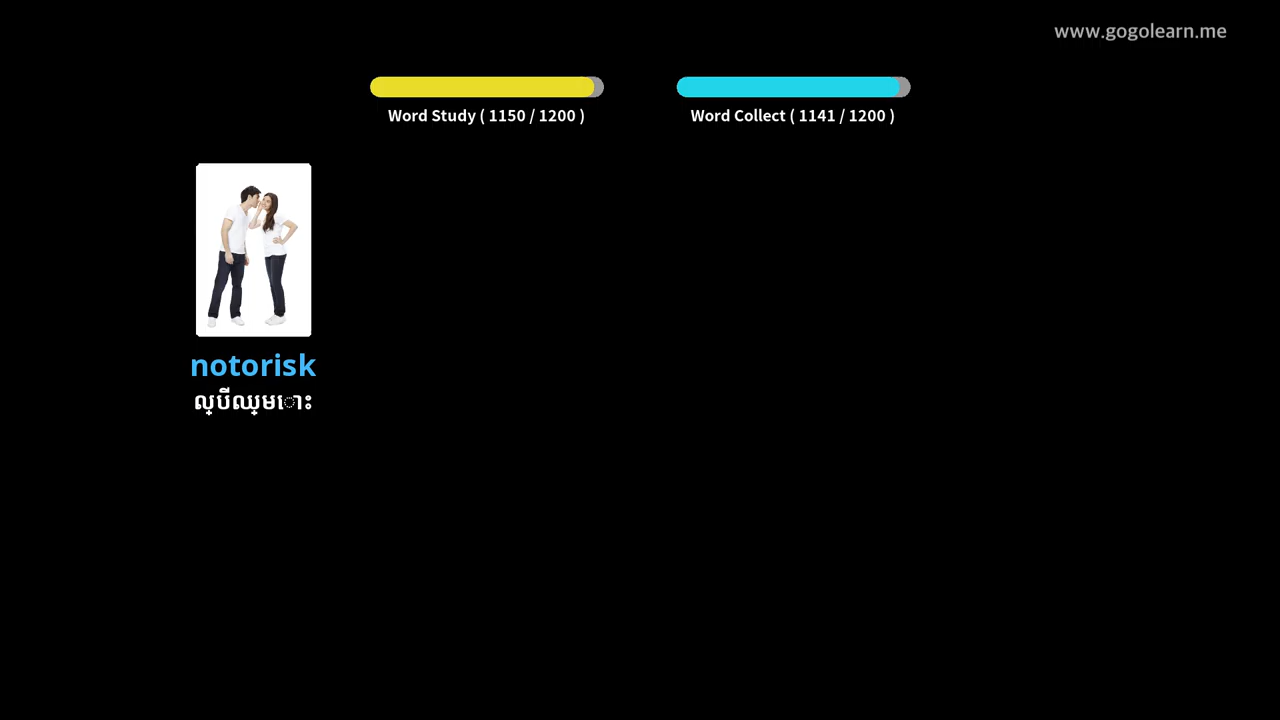 www.gogolearn.me
Word Study ( 1150 / 1200 )
Word Collect ( 1141 / 1200 )
notorisk
ល្បីឈ្មោះ